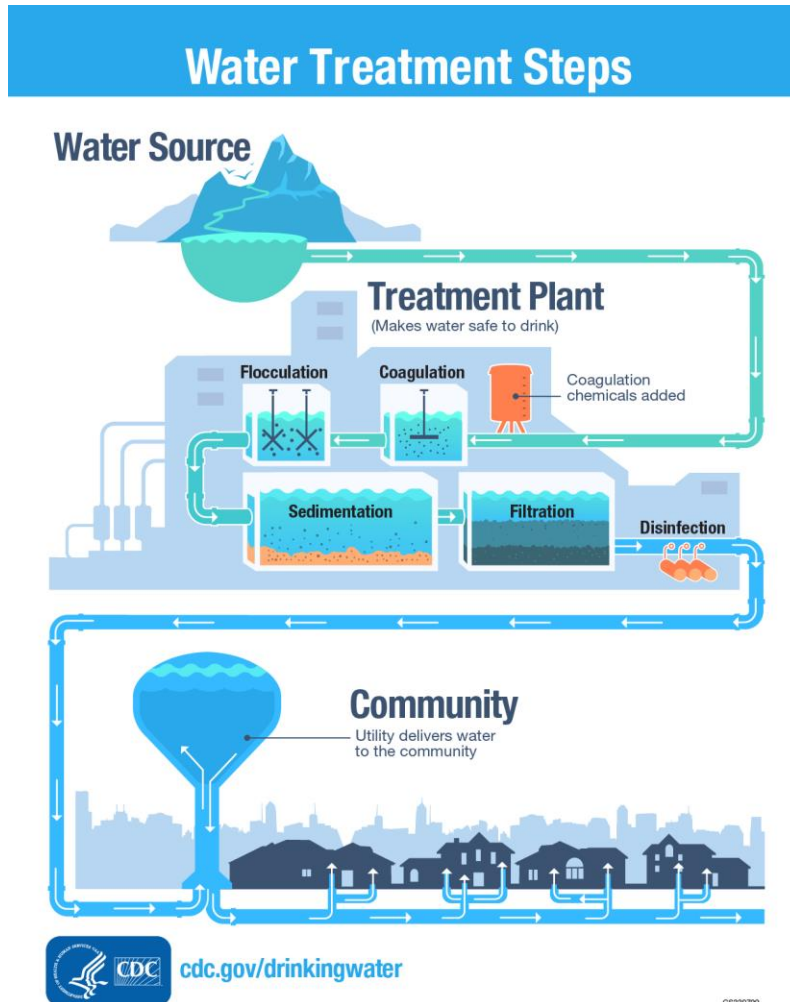 Water Treatment Steps
Water Source
Treatment Plant
(Makes water safe to drink)
Flocculation
Coagulation
Coagulation
chemicals added
Sedimentation
Filtration
Disinfection
Community
Utility delivers water
to the community
CDC
cdc.gov/drinkingwater